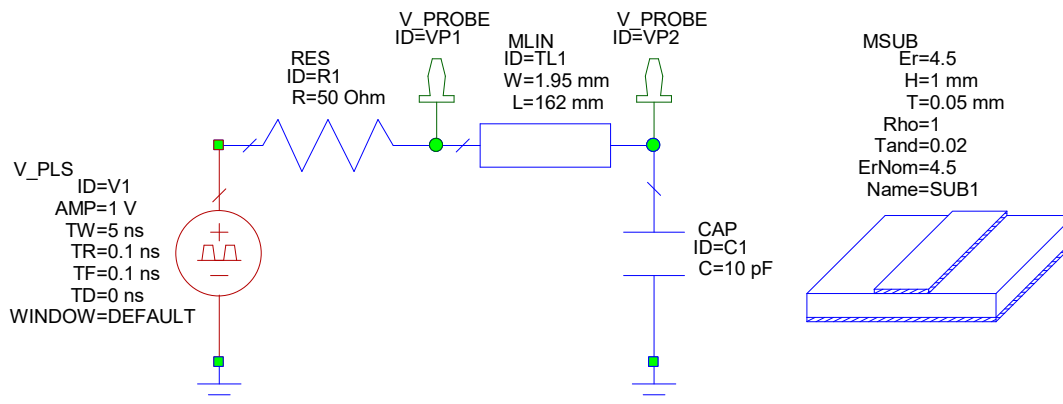 V_PROBE
ID=VP1
V_PROBE
ID=VP2
RES
ID=R1
R=50 Ohm
MLIN
ID=TL1
W=1.95 mm
L=162 mm
MSUB
Er=4.5
H=1 mm
T=0.05 mm
Rho=1
Tand=0.02
ErNom=4.5
Name=SUB1
V_PLS
ID=V1
AMP=1 V
TW=5 ns
TR=0.1 ns
TF=0.1 ns
TD=0 ns
WINDOW=DEFAULT
CAP
ID=C1
C=10 pF